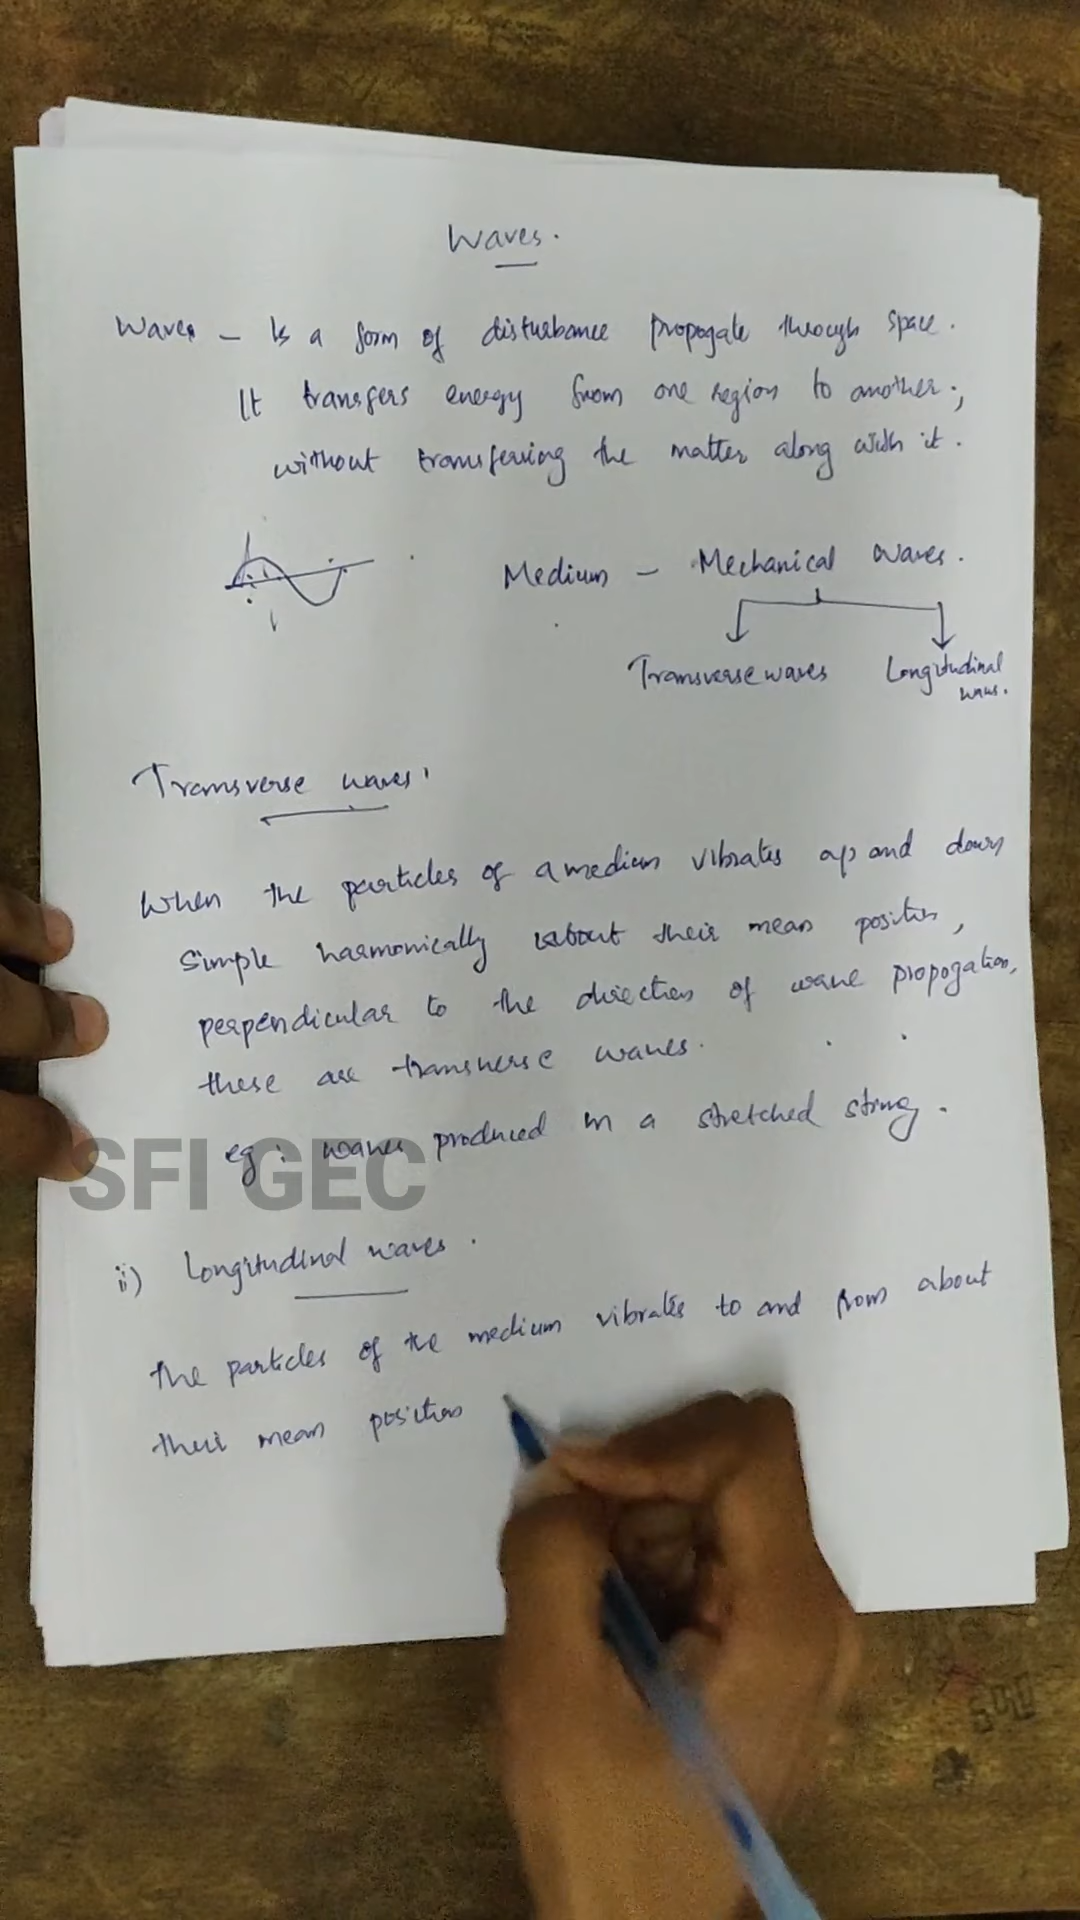 Waves.
Waves - Is a form of disturbance propogate through space.
It transfers energy from one region to another,
without transferring the matter along with it.
Medium - Mechanical waves.
Transverse waves Longitudinal
waves.
Transverse waves.
When the particles of a medium vibrates up and down
Simple harmonically about their mean position,
perpendicular to the direction of wave propogation,
these are transverse waves.
eg: waves produced in a stretched string.
SFI GEC
ii) Longitudinal waves.
The particles of the medium vibrates to and from about
their mean position